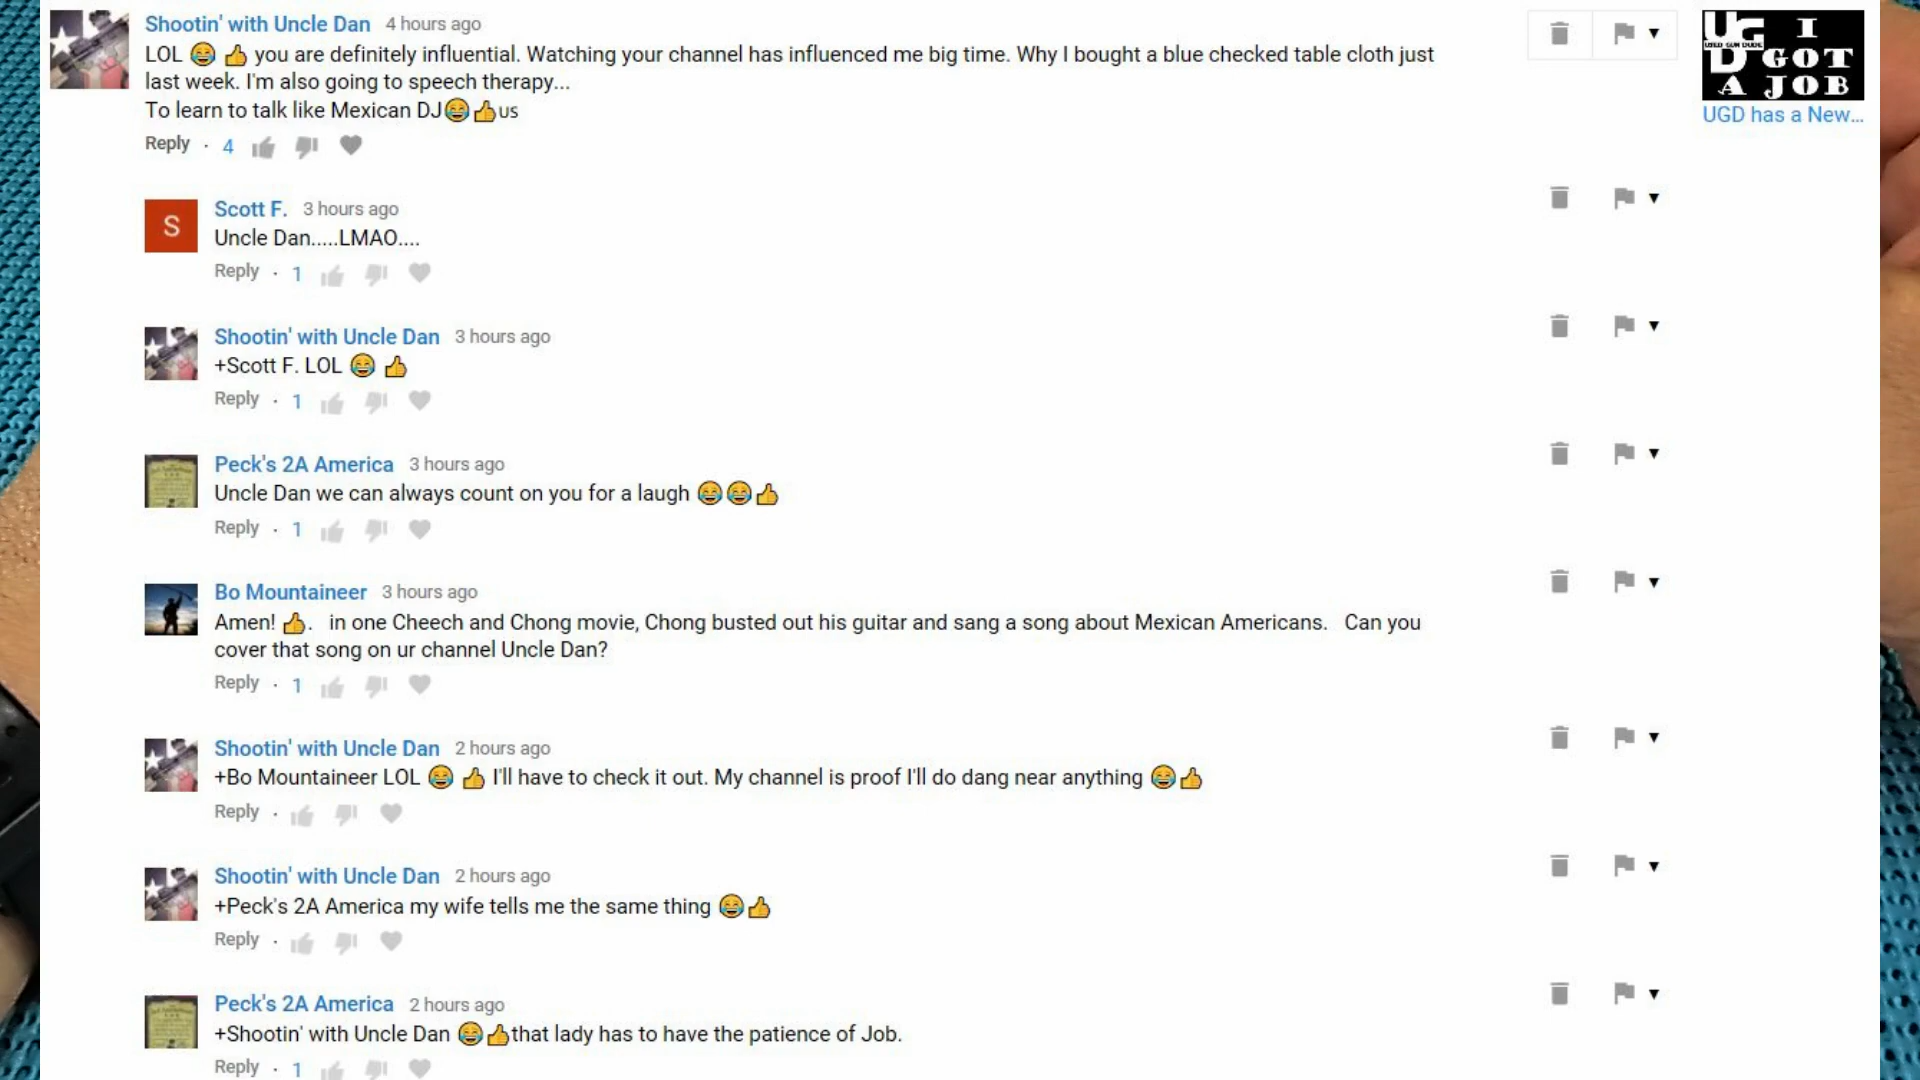 Shootin' with Uncle Dan 4 hours ago
LOL 😂 👍 you are definitely influential. Watching your channel has influenced me big time. Why I bought a blue checked table cloth just
last week. I'm also going to speech therapy...
To learn to talk like Mexican DJ😂👍us
Reply · 4
UGD
USED GUN DUDE
I
GOT
A JOB
UGD has a New...
S
Scott F. 3 hours ago
Uncle Dan.....LMAO....
Reply · 1
Shootin' with Uncle Dan 3 hours ago
+Scott F. LOL 😂 👍
Reply · 1
Peck's 2A America 3 hours ago
Uncle Dan we can always count on you for a laugh 😂😂👍
Reply · 1
Bo Mountaineer 3 hours ago
Amen! 👍. in one Cheech and Chong movie, Chong busted out his guitar and sang a song about Mexican Americans. Can you
cover that song on ur channel Uncle Dan?
Reply · 1
Shootin' with Uncle Dan 2 hours ago
+Bo Mountaineer LOL 😂 👍 I'll have to check it out. My channel is proof I'll do dang near anything 😂👍
Reply ·
Shootin' with Uncle Dan 2 hours ago
+Peck's 2A America my wife tells me the same thing 😂👍
Reply ·
Peck's 2A America 2 hours ago
+Shootin' with Uncle Dan 😂👍that lady has to have the patience of Job.
Reply · 1